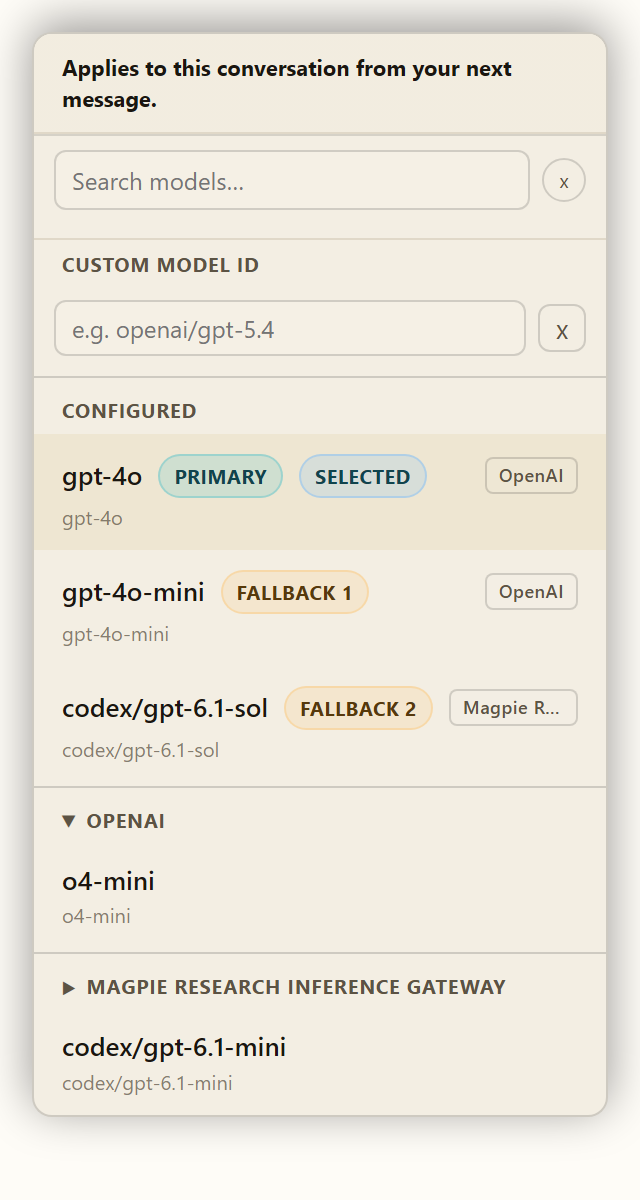 Applies to this conversation from your next
message.
Search models...
x
CUSTOM MODEL ID
e.g. openai/gpt-5.4
x
CONFIGURED
gpt-4o PRIMARY SELECTED OpenAI
gpt-4o
gpt-4o-mini FALLBACK 1 OpenAI
gpt-4o-mini
codex/gpt-6.1-sol FALLBACK 2 Magpie R...
codex/gpt-6.1-sol
▼ OPENAI
o4-mini
o4-mini
▶ MAGPIE RESEARCH INFERENCE GATEWAY
codex/gpt-6.1-mini
codex/gpt-6.1-mini